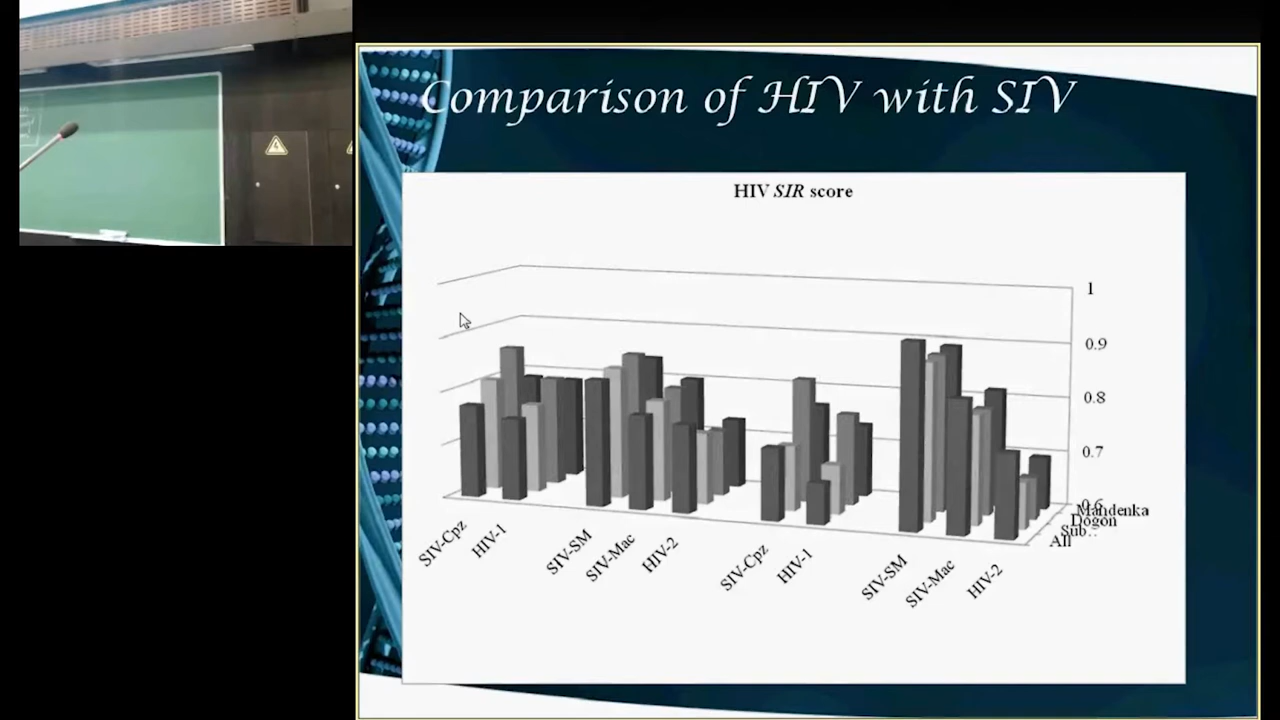 Comparison of HIV with SIV
HIV SIR score
1
0.9
0.8
0.7
0.6
Mandenka
Dogon
Sub..
All
SIV-Cpz
HIV-1
SIV-SM
SIV-Mac
HIV-2
SIV-Cpz
HIV-1
SIV-SM
SIV-Mac
HIV-2